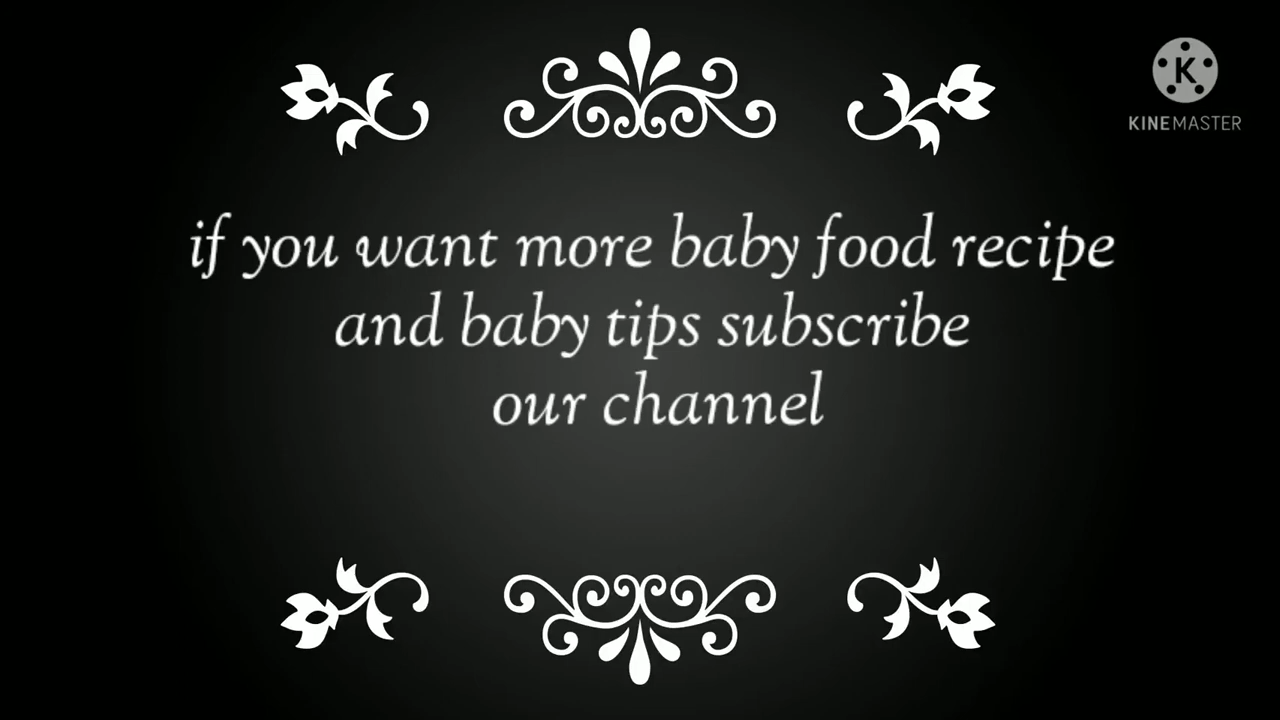 K
KINEMASTER
if you want more baby food recipe
and baby tips subscribe
our channel